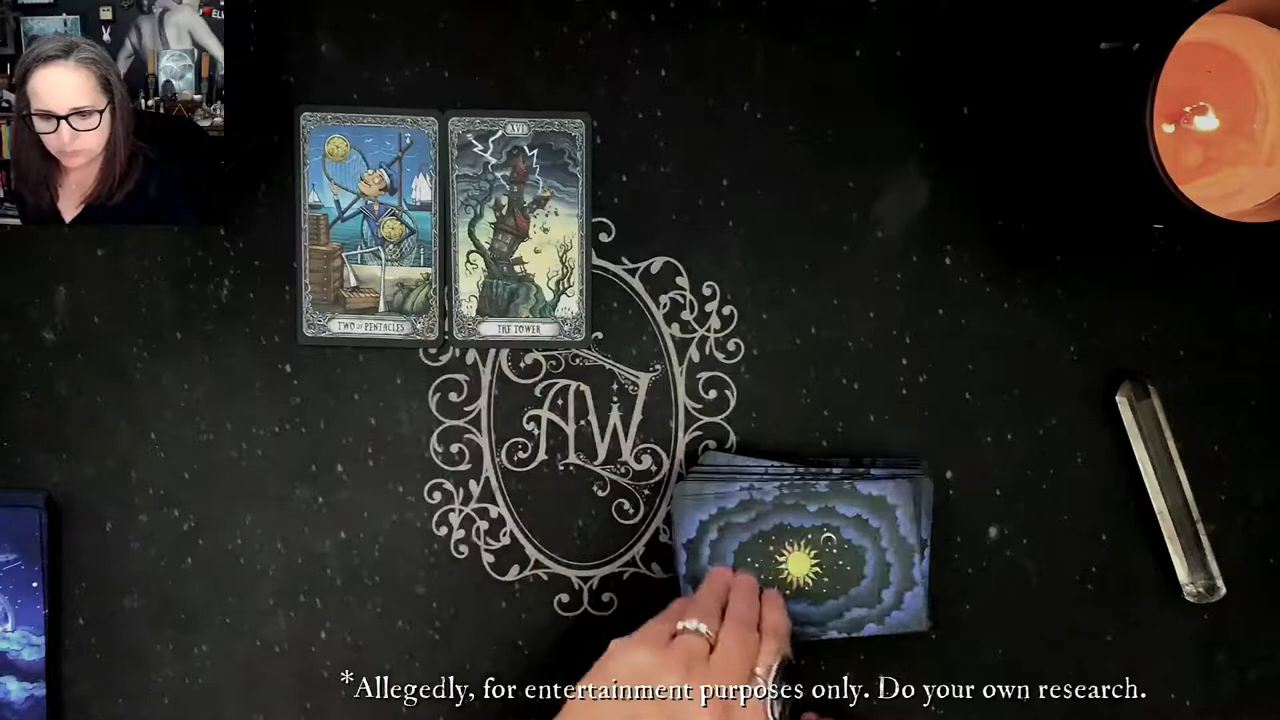 XVI
TWO OF PENTACLES
THE TOWER
AW
*Allegedly, for entertainment purposes only. Do your own research.